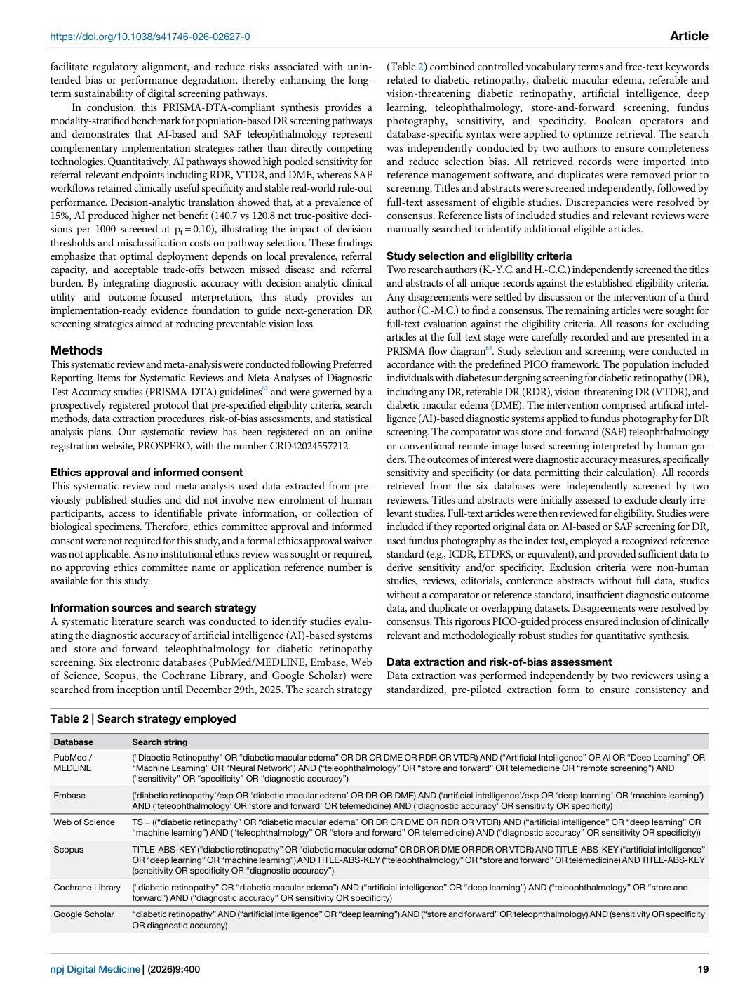 https://doi.org/10.1038/s41746-026-02627-0
Article
facilitate regulatory alignment, and reduce risks associated with unin-
tended bias or performance degradation, thereby enhancing the long-
term sustainability of digital screening pathways.
In conclusion, this PRISMA-DTA-compliant synthesis provides a
modality-stratified benchmark for population-based DR screening pathways
and demonstrates that AI-based and SAF teleophthalmology represent
complementary implementation strategies rather than directly competing
technologies. Quantitatively, AI pathways showed high pooled sensitivity for
referral-relevant endpoints including RDR, VTDR, and DME, whereas SAF
workflows retained clinically useful specificity and stable real-world rule-out
performance. Decision-analytic translation showed that, at a prevalence of
15%, AI produced higher net benefit (140.7 vs 120.8 net true-positive deci-
sions per 1000 screened at pt = 0.10), illustrating the impact of decision
thresholds and misclassification costs on pathway selection. These findings
emphasize that optimal deployment depends on local prevalence, referral
capacity, and acceptable trade-offs between missed disease and referral
burden. By integrating diagnostic accuracy with decision-analytic clinical
utility and outcome-focused interpretation, this study provides an
implementation-ready evidence foundation to guide next-generation DR
screening strategies aimed at reducing preventable vision loss.
Methods
This systematic review and meta-analysis were conducted following Preferred
Reporting Items for Systematic Reviews and Meta-Analyses of Diagnostic
Test Accuracy studies (PRISMA-DTA) guidelines62 and were governed by a
prospectively registered protocol that pre-specified eligibility criteria, search
methods, data extraction procedures, risk-of-bias assessments, and statistical
analysis plans. Our systematic review has been registered on an online
registration website, PROSPERO, with the number CRD42024557212.
Ethics approval and informed consent
This systematic review and meta-analysis used data extracted from pre-
viously published studies and did not involve new enrolment of human
participants, access to identifiable private information, or collection of
biological specimens. Therefore, ethics committee approval and informed
consent were not required for this study, and a formal ethics approval waiver
was not applicable. As no institutional ethics review was sought or required,
no approving ethics committee name or application reference number is
available for this study.
Information sources and search strategy
A systematic literature search was conducted to identify studies evalu-
ating the diagnostic accuracy of artificial intelligence (AI)-based systems
and store-and-forward teleophthalmology for diabetic retinopathy
screening. Six electronic databases (PubMed/MEDLINE, Embase, Web
of Science, Scopus, the Cochrane Library, and Google Scholar) were
searched from inception until December 29th, 2025. The search strategy
(Table 2) combined controlled vocabulary terms and free-text keywords
related to diabetic retinopathy, diabetic macular edema, referable and
vision-threatening diabetic retinopathy, artificial intelligence, deep
learning, teleophthalmology, store-and-forward screening, fundus
photography, sensitivity, and specificity. Boolean operators and
database-specific syntax were applied to optimize retrieval. The search
was independently conducted by two authors to ensure completeness
and reduce selection bias. All retrieved records were imported into
reference management software, and duplicates were removed prior to
screening. Titles and abstracts were screened independently, followed by
full-text assessment of eligible studies. Discrepancies were resolved by
consensus. Reference lists of included studies and relevant reviews were
manually searched to identify additional eligible articles.
Study selection and eligibility criteria
Two research authors (K.-Y.C. and H.-C.C.) independently screened the titles
and abstracts of all unique records against the established eligibility criteria.
Any disagreements were settled by discussion or the intervention of a third
author (C.-M.C.) to find a consensus. The remaining articles were sought for
full-text evaluation against the eligibility criteria. All reasons for excluding
articles at the full-text stage were carefully recorded and are presented in a
PRISMA flow diagram63. Study selection and screening were conducted in
accordance with the predefined PICO framework. The population included
individuals with diabetes undergoing screening for diabetic retinopathy (DR),
including any DR, referable DR (RDR), vision-threatening DR (VTDR), and
diabetic macular edema (DME). The intervention comprised artificial intel-
ligence (AI)-based diagnostic systems applied to fundus photography for DR
screening. The comparator was store-and-forward (SAF) teleophthalmology
or conventional remote image-based screening interpreted by human gra-
ders. The outcomes of interest were diagnostic accuracy measures, specifically
sensitivity and specificity (or data permitting their calculation). All records
retrieved from the six databases were independently screened by two
reviewers. Titles and abstracts were initially assessed to exclude clearly irre-
levant studies. Full-text articles were then reviewed for eligibility. Studies were
included if they reported original data on AI-based or SAF screening for DR,
used fundus photography as the index test, employed a recognized reference
standard (e.g., ICDR, ETDRS, or equivalent), and provided sufficient data to
derive sensitivity and/or specificity. Exclusion criteria were non-human
studies, reviews, editorials, conference abstracts without full data, studies
without a comparator or reference standard, insufficient diagnostic outcome
data, and duplicate or overlapping datasets. Disagreements were resolved by
consensus. This rigorous PICO-guided process ensured inclusion of clinically
relevant and methodologically robust studies for quantitative synthesis.
Data extraction and risk-of-bias assessment
Data extraction was performed independently by two reviewers using a
standardized, pre-piloted extraction form to ensure consistency and
Table 2 | Search strategy employed
Database Search string
PubMed / MEDLINE (“Diabetic Retinopathy” OR “diabetic macular edema” OR DR OR DME OR RDR OR VTDR) AND (“Artificial Intelligence” OR AI OR “Deep Learning” OR
“Machine Learning” OR “Neural Network”) AND (“teleophthalmology” OR “store and forward” OR telemedicine OR “remote screening”) AND
(“sensitivity” OR “specificity” OR “diagnostic accuracy”)
Embase (‘diabetic retinopathy’/exp OR ‘diabetic macular edema’ OR DR OR DME) AND (‘artificial intelligence’/exp OR ‘deep learning’ OR ‘machine learning’)
AND (‘teleophthalmology’ OR ‘store and forward’ OR telemedicine) AND (‘diagnostic accuracy’ OR sensitivity OR specificity)
Web of Science TS = ((“diabetic retinopathy” OR “diabetic macular edema” OR DR OR DME OR RDR OR VTDR) AND (“artificial intelligence” OR “deep learning” OR
“machine learning”) AND (“teleophthalmology” OR “store and forward” OR telemedicine) AND (“diagnostic accuracy” OR sensitivity OR specificity))
Scopus TITLE-ABS-KEY (“diabetic retinopathy” OR “diabetic macular edema” OR DR OR DME OR RDR OR VTDR) AND TITLE-ABS-KEY (“artificial intelligence”
OR “deep learning” OR “machine learning”) AND TITLE-ABS-KEY (“teleophthalmology” OR “store and forward” OR telemedicine) AND TITLE-ABS-KEY
(sensitivity OR specificity OR “diagnostic accuracy”)
Cochrane Library (“diabetic retinopathy” OR “diabetic macular edema”) AND (“artificial intelligence” OR “deep learning”) AND (“teleophthalmology” OR “store and
forward”) AND (“diagnostic accuracy” OR sensitivity OR specificity)
Google Scholar “diabetic retinopathy” AND (“artificial intelligence” OR “deep learning”) AND (“store and forward” OR teleophthalmology) AND (sensitivity OR specificity
OR diagnostic accuracy)
npj Digital Medicine | (2026)9:400
19